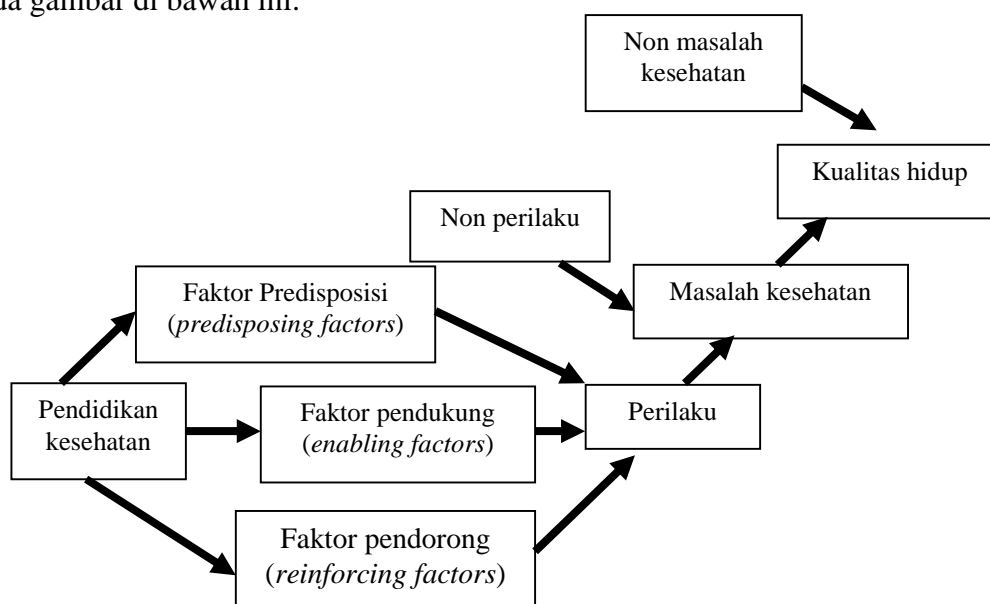 gambar di bawah ini.
Non masalah
kesehatan
Kualitas hidup
Non perilaku
Masalah kesehatan
Faktor Predisposisi
(predisposing factors)
Pendidikan
kesehatan
Faktor pendukung
(enabling factors)
Perilaku
Faktor pendorong
(reinforcing factors)